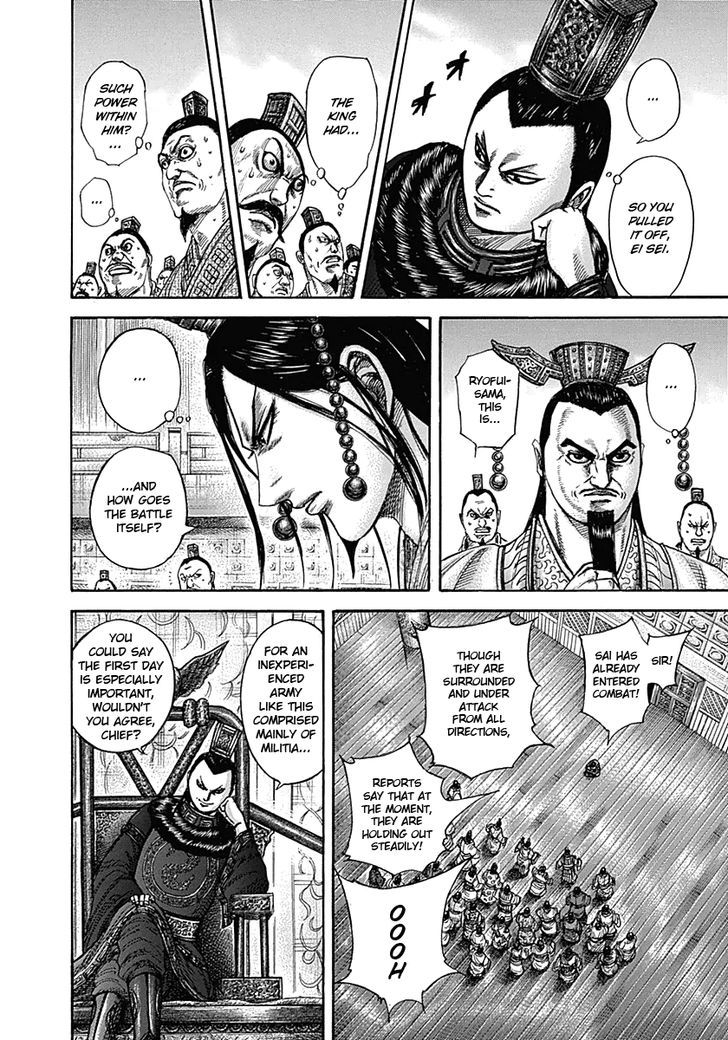 ...
SO YOU
PULLED
IT OFF,
EI SEI.
THE
KING
HAD...
SUCH
POWER
WITHIN
HIM?
...
...
...
RYOFUI-
SAMA,
THIS
IS...
...
...AND
HOW GOES
THE BATTLE
ITSELF?
SIR!
SAI HAS
ALREADY
ENTERED
COMBAT!
THOUGH
THEY ARE
SURROUNDED
AND UNDER
ATTACK
FROM ALL
DIRECTIONS,
REPORTS
SAY THAT AT
THE MOMENT,
THEY ARE
HOLDING OUT
STEADILY!
OOOH
FOR AN
INEXPERI-
ENCED
ARMY
LIKE THIS
COMPRISED
MAINLY OF
MILITIA...
YOU
COULD SAY
THE FIRST DAY
IS ESPECIALLY
IMPORTANT,
WOULDN'T
YOU AGREE,
CHIEF?